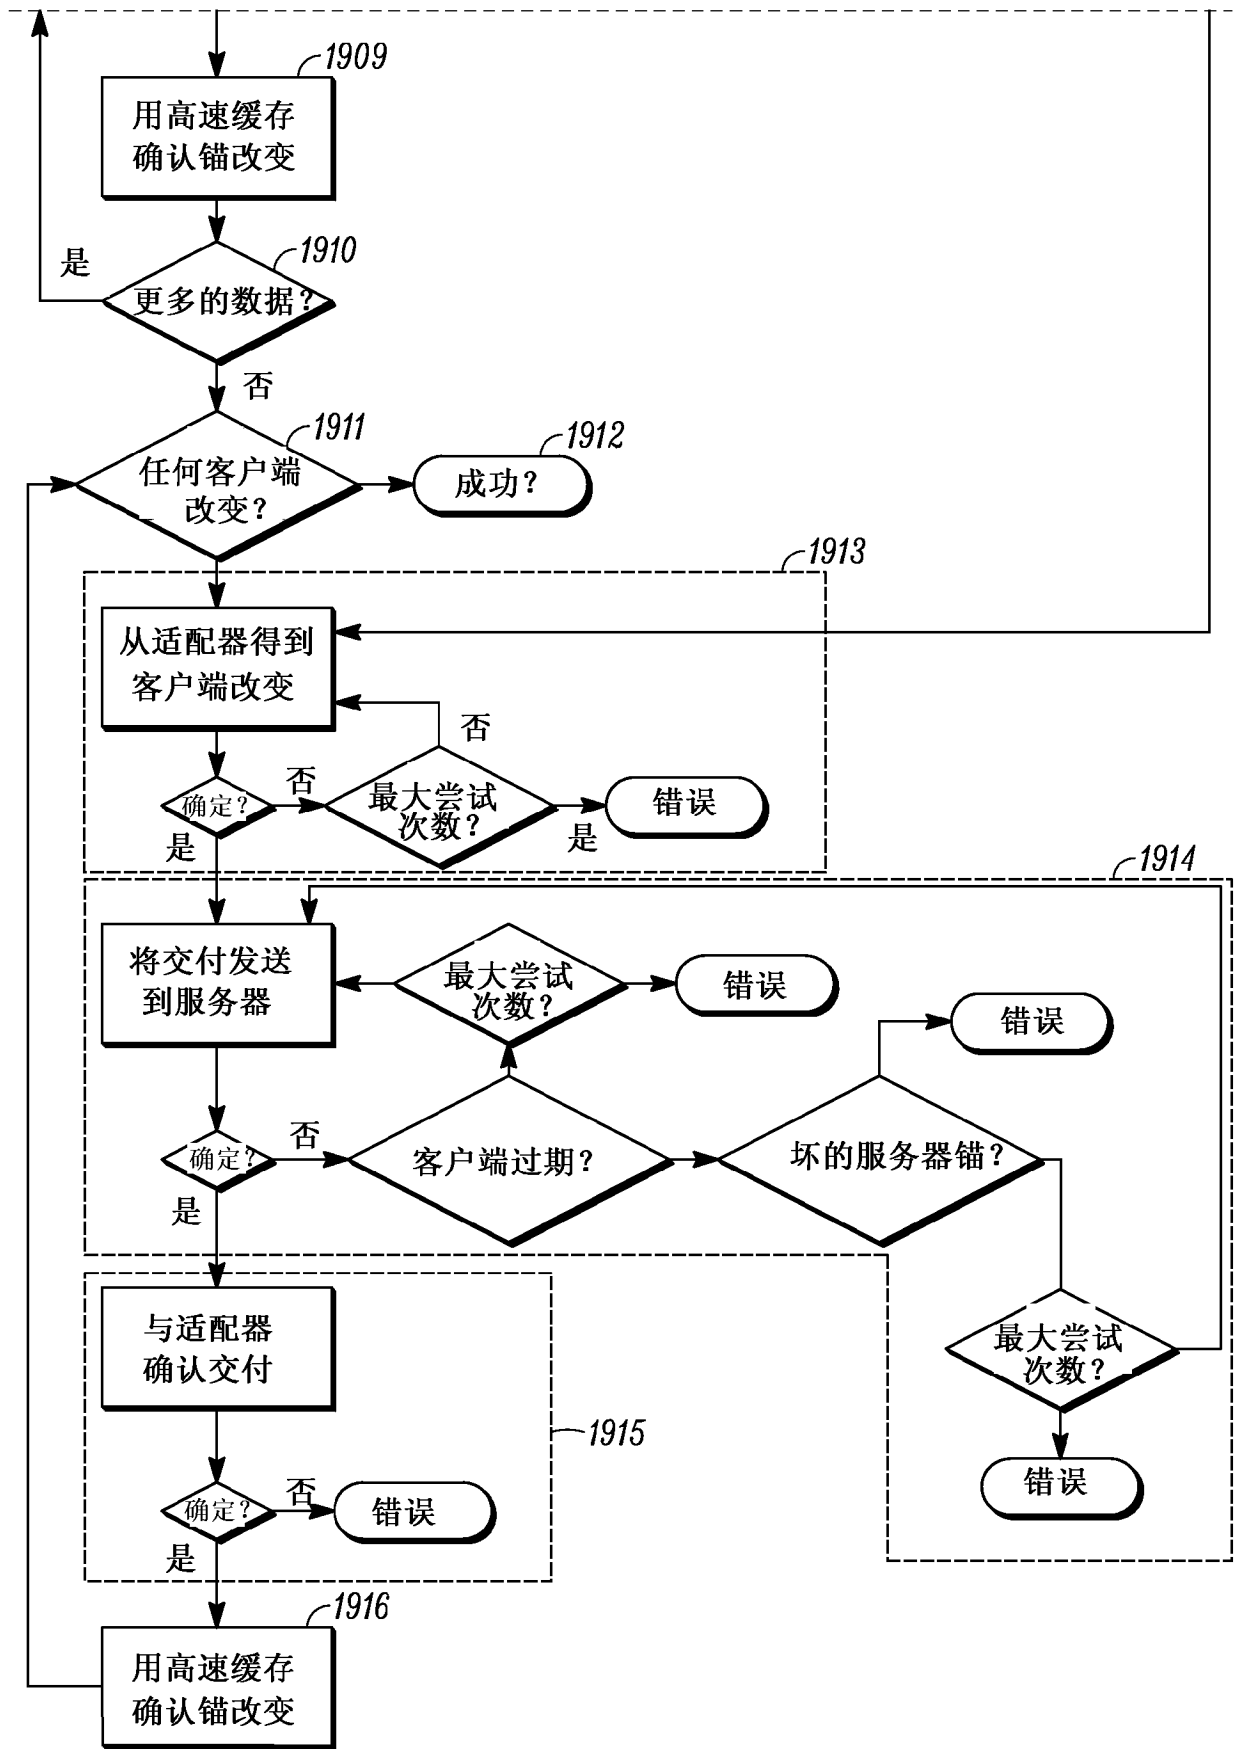 1909
用高速缓存
确认锚改变
1910
是
更多的数据?
否
1911
1912
任何客户端
改变?
成功?
1913
从适配器得到
客户端改变
否
否
最大尝试
次数?
确定?
错误
是
是
1914
将交付发送
到服务器
最大尝试
次数?
错误
错误
否
确定?
客户端过期?
坏的服务器锚?
是
与适配器
确认交付
最大尝试
次数?
1915
否
确定?
错误
错误
是
1916
用高速缓存
确认锚改变